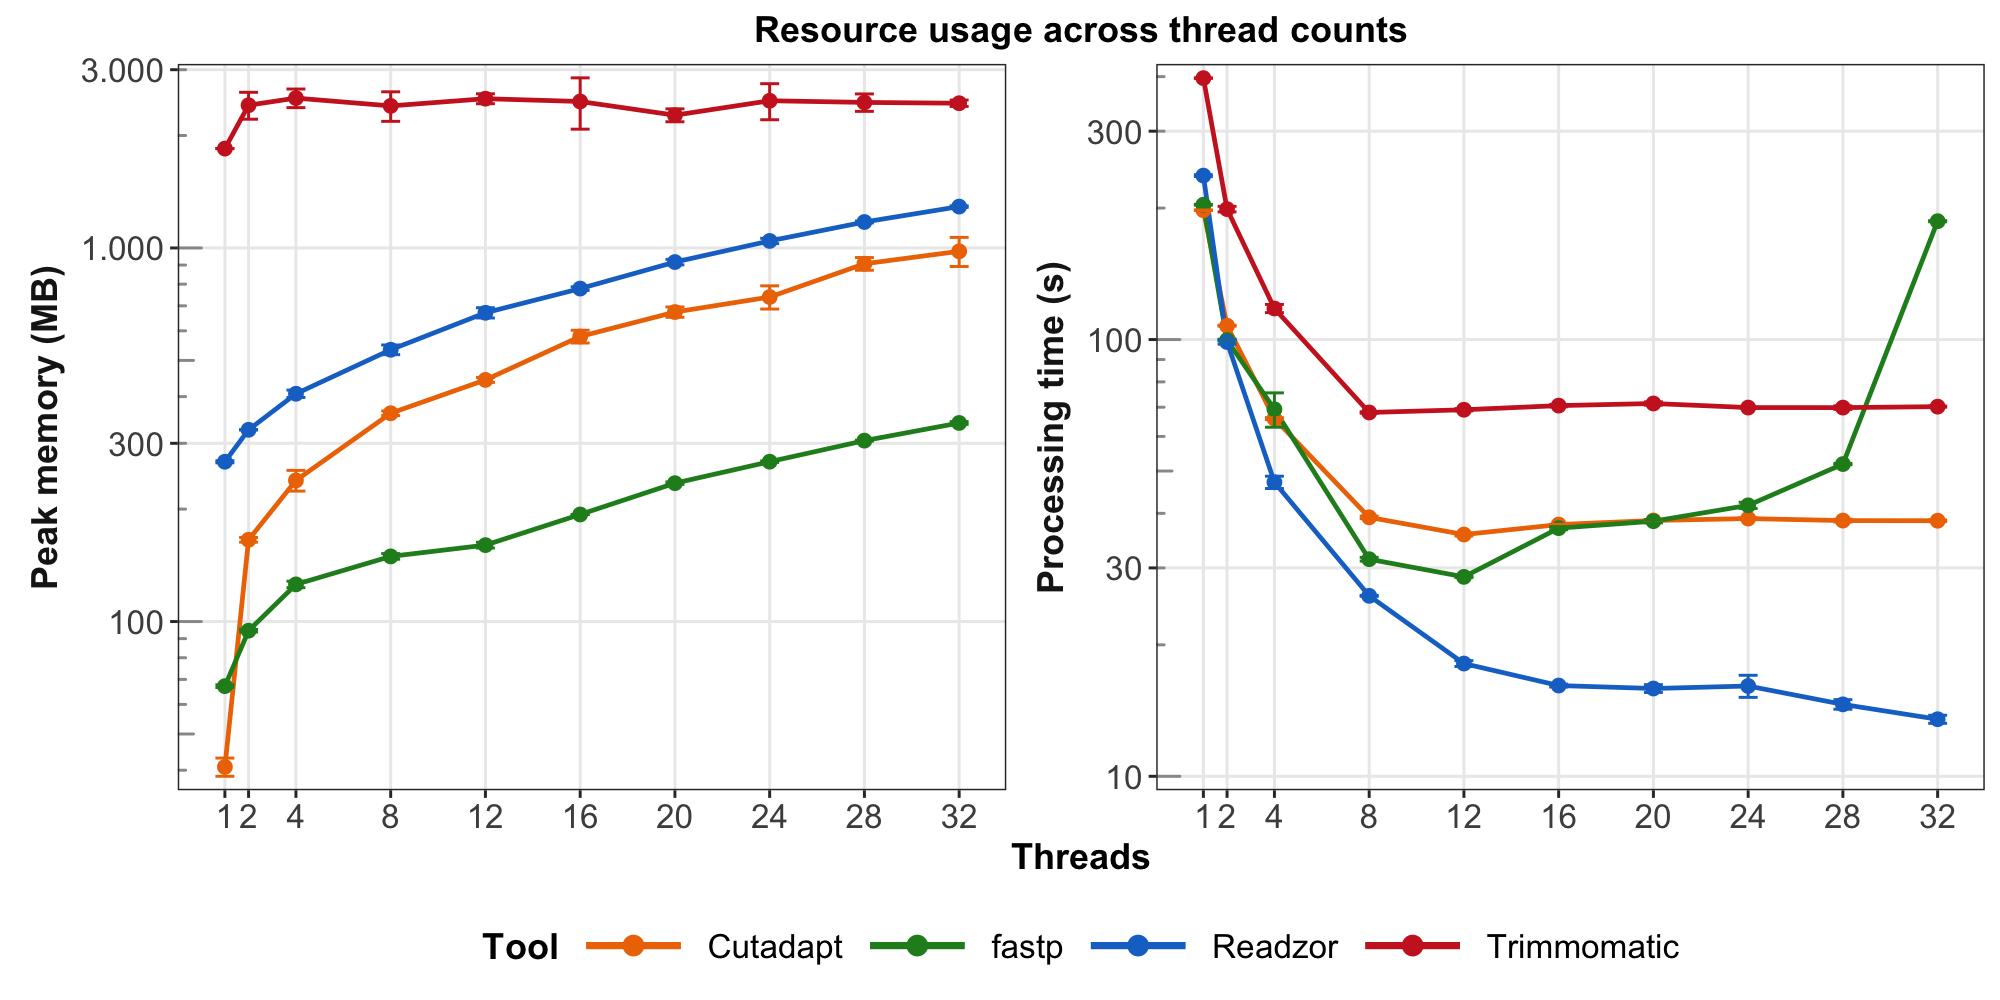 Resource usage across thread counts
Peak memory (MB)
3.000
1.000
300
100
1 2 4 8 12 16 20 24 28 32
Processing time (s)
300
100
30
10
1 2 4 8 12 16 20 24 28 32
Threads
Tool Cutadapt fastp Readzor Trimmomatic